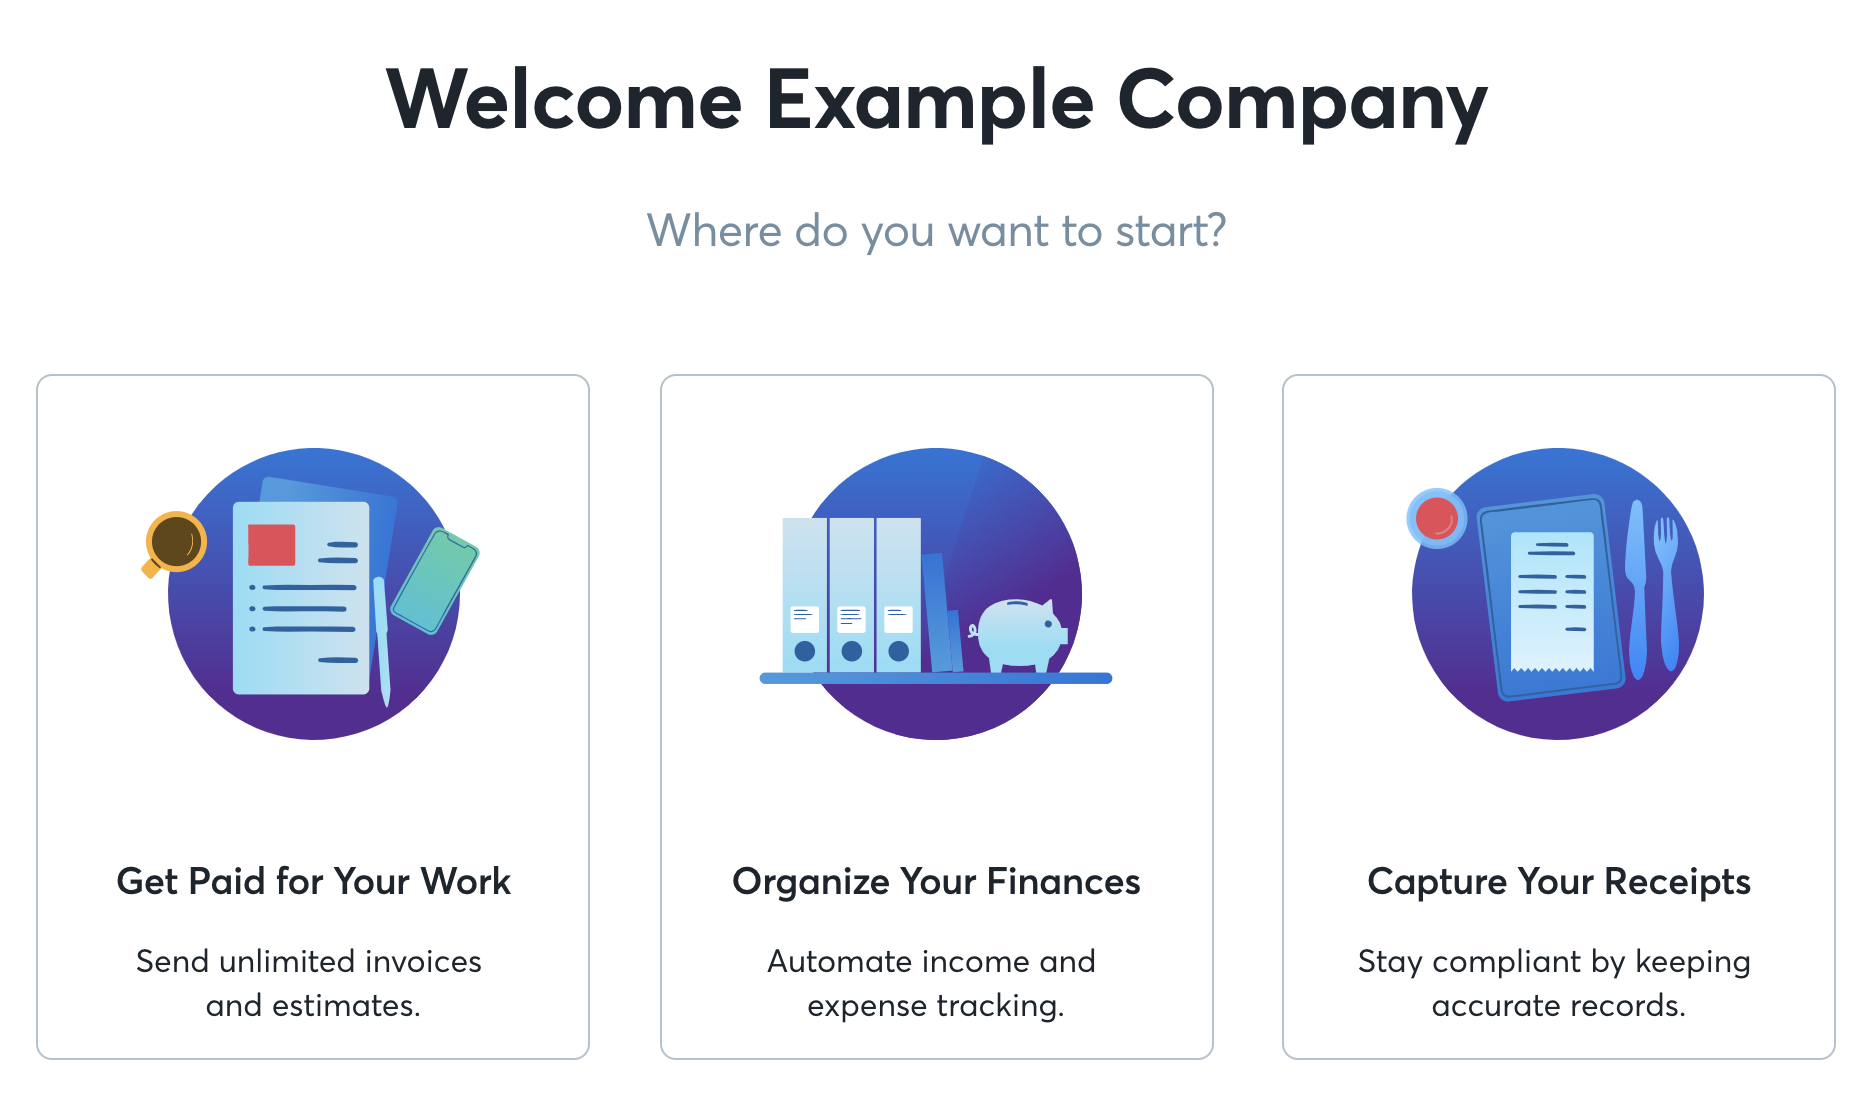 Welcome Example Company
Where do you want to start?
Get Paid for Your Work
Send unlimited invoices
and estimates.
Organize Your Finances
Automate income and
expense tracking.
Capture Your Receipts
Stay compliant by keeping
accurate records.